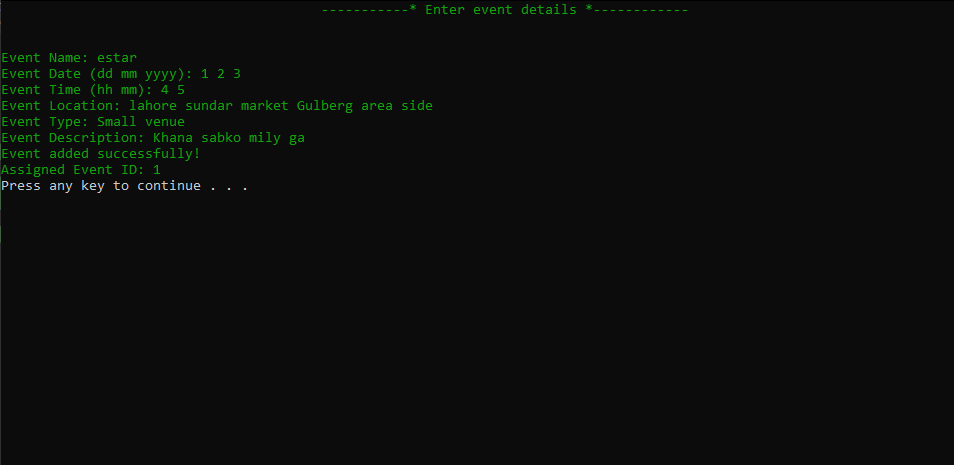 -----------* Enter event details *------------
Event Name: estar
Event Date (dd mm yyyy): 1 2 3
Event Time (hh mm): 4 5
Event Location: lahore sundar market Gulberg area side
Event Type: Small venue
Event Description: Khana sabko mily ga
Event added successfully!
Assigned Event ID: 1
Press any key to continue . . .